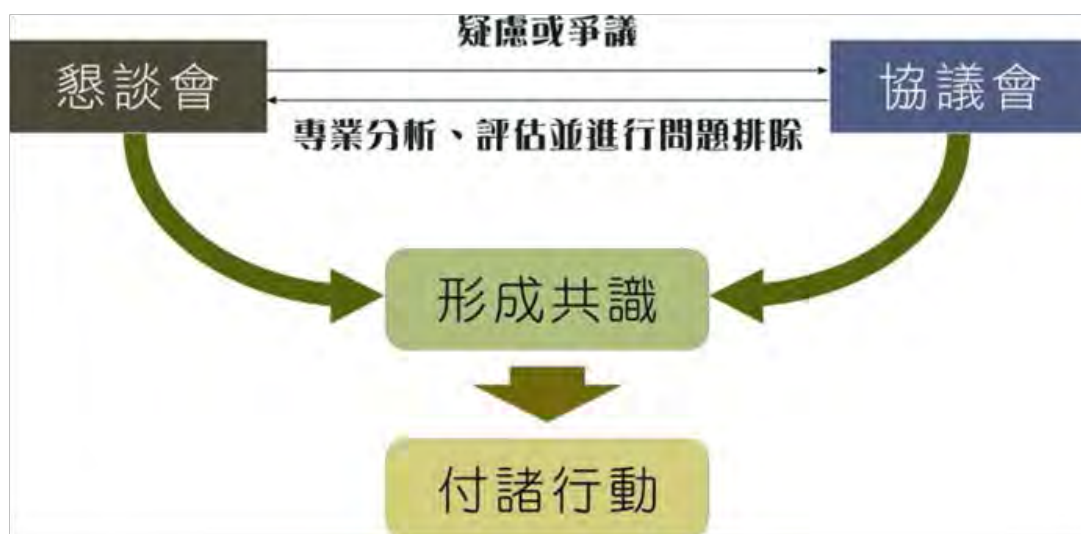 疑慮或爭議
懇談會
協議會
專業分析、評估並進行問題排除
形成共識
付諸行動